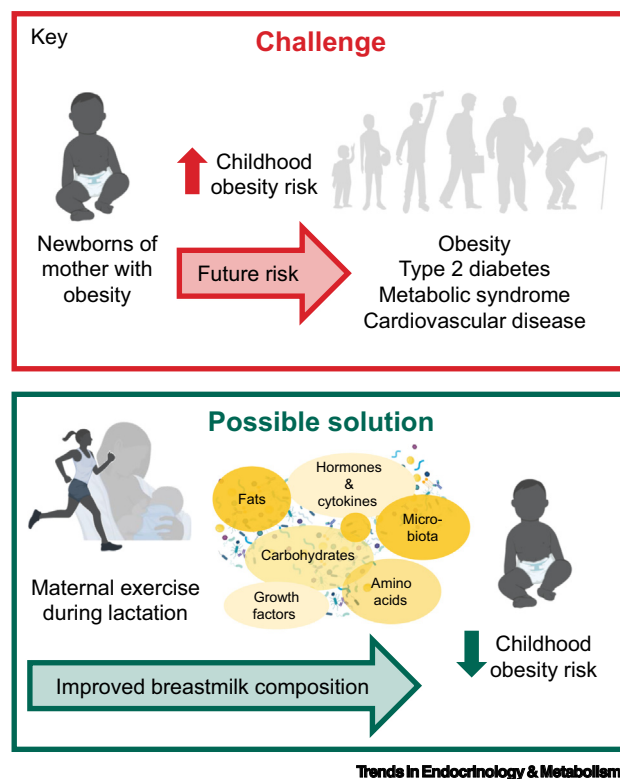 Key
Challenge
Childhood
obesity risk
Newborns of
mother with
obesity
Future risk
Obesity
Type 2 diabetes
Metabolic syndrome
Cardiovascular disease
Possible solution
Hormones
&
cytokines
Fats
Micro-
biota
Carbohydrates
Amino
acids
Growth
factors
Maternal exercise
during lactation
Childhood
obesity risk
Improved breastmilk composition
Trends in Endocrinology & Metabolism